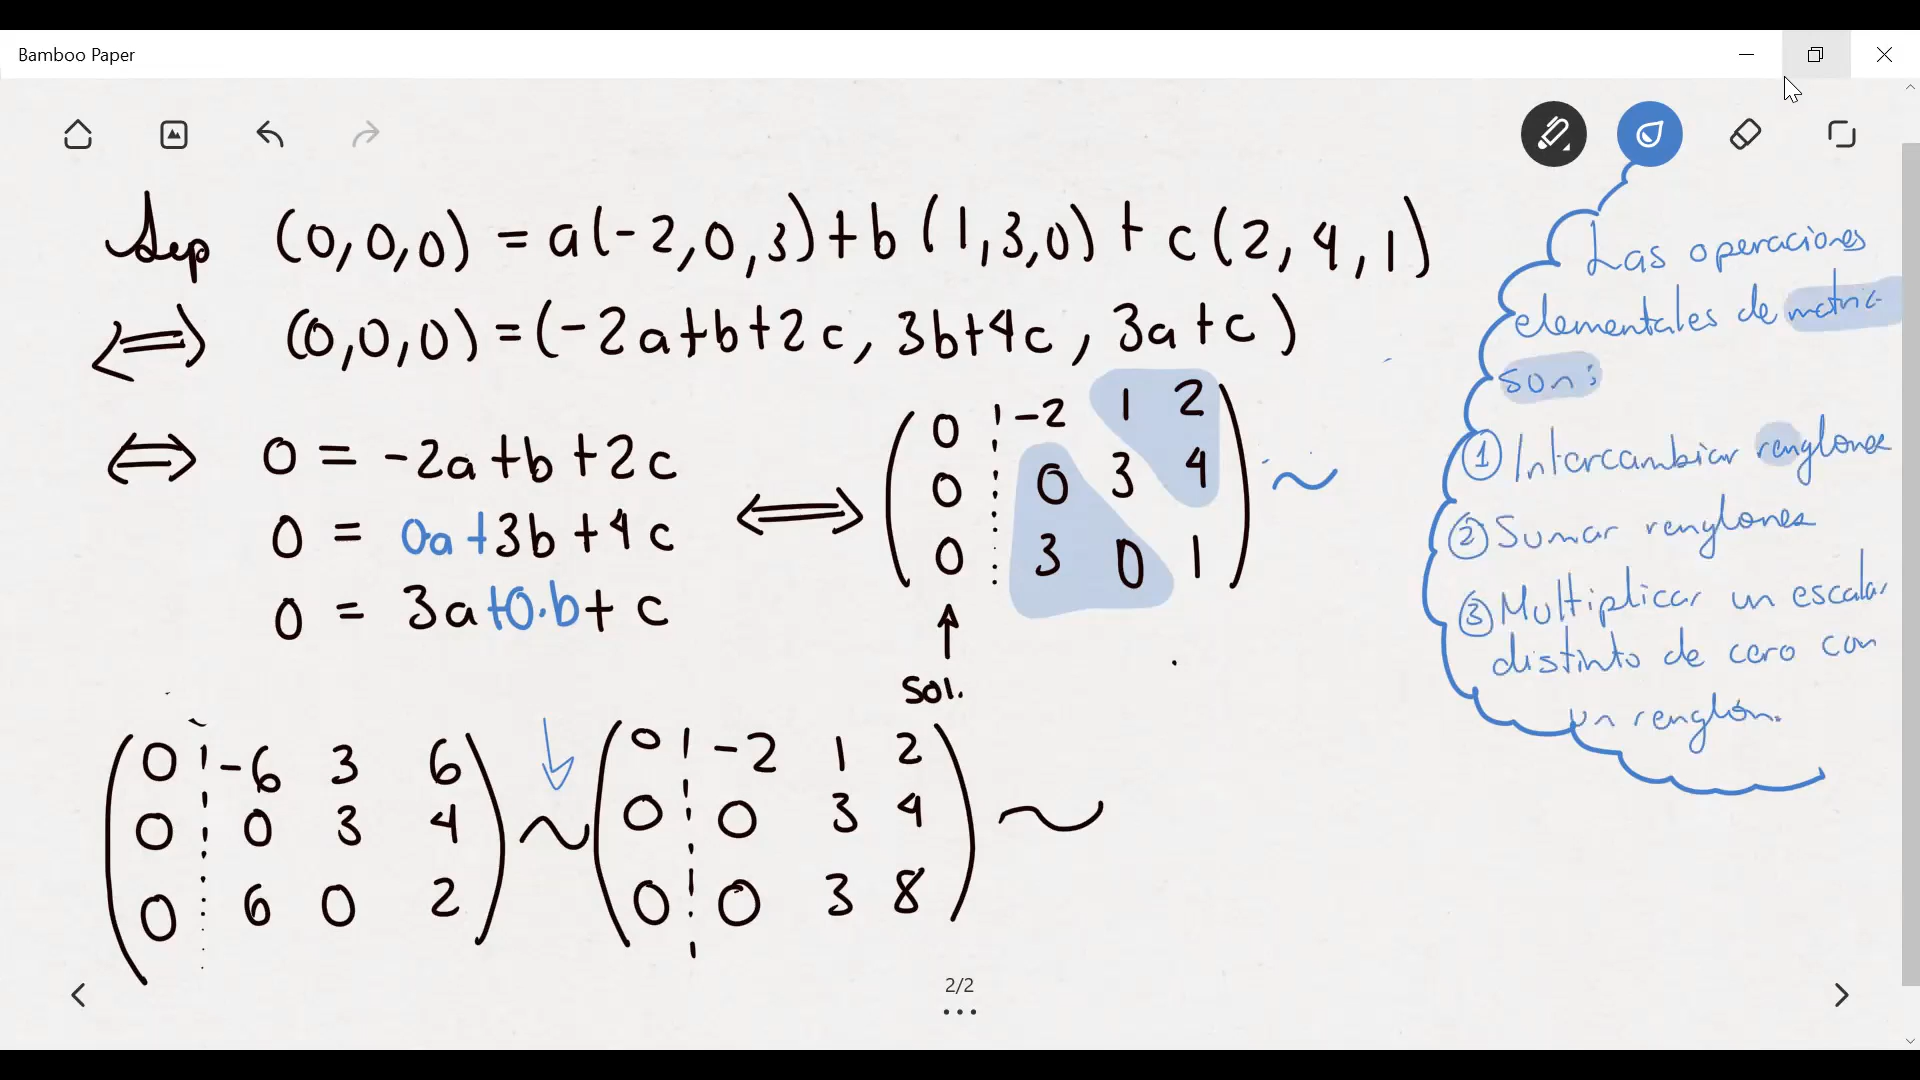 Bamboo Paper
Sup (0,0,0) = a(-2,0,3)+b(1,3,0)+c(2,4,1)
⟺ (0,0,0)=(-2a+b+2c, 3b+4c, 3a+c)
⟺ 0 = -2a+b+2c
0 = 0a+3b+4c
0 = 3a+0·b+c
⟺
0 -2 1 2
0 0 3 4
0 3 0 1
~
↑
Sol.
0 -6 3 6
0 0 3 4
0 6 0 2
~
0 -2 1 2
0 0 3 4
0 0 3 8
~
Las operaciones
elementales de matric
son:
① Intercambiar renglones
② Sumar renglones
③ Multiplicar un escalar
distinto de cero con
un renglón.
2/2